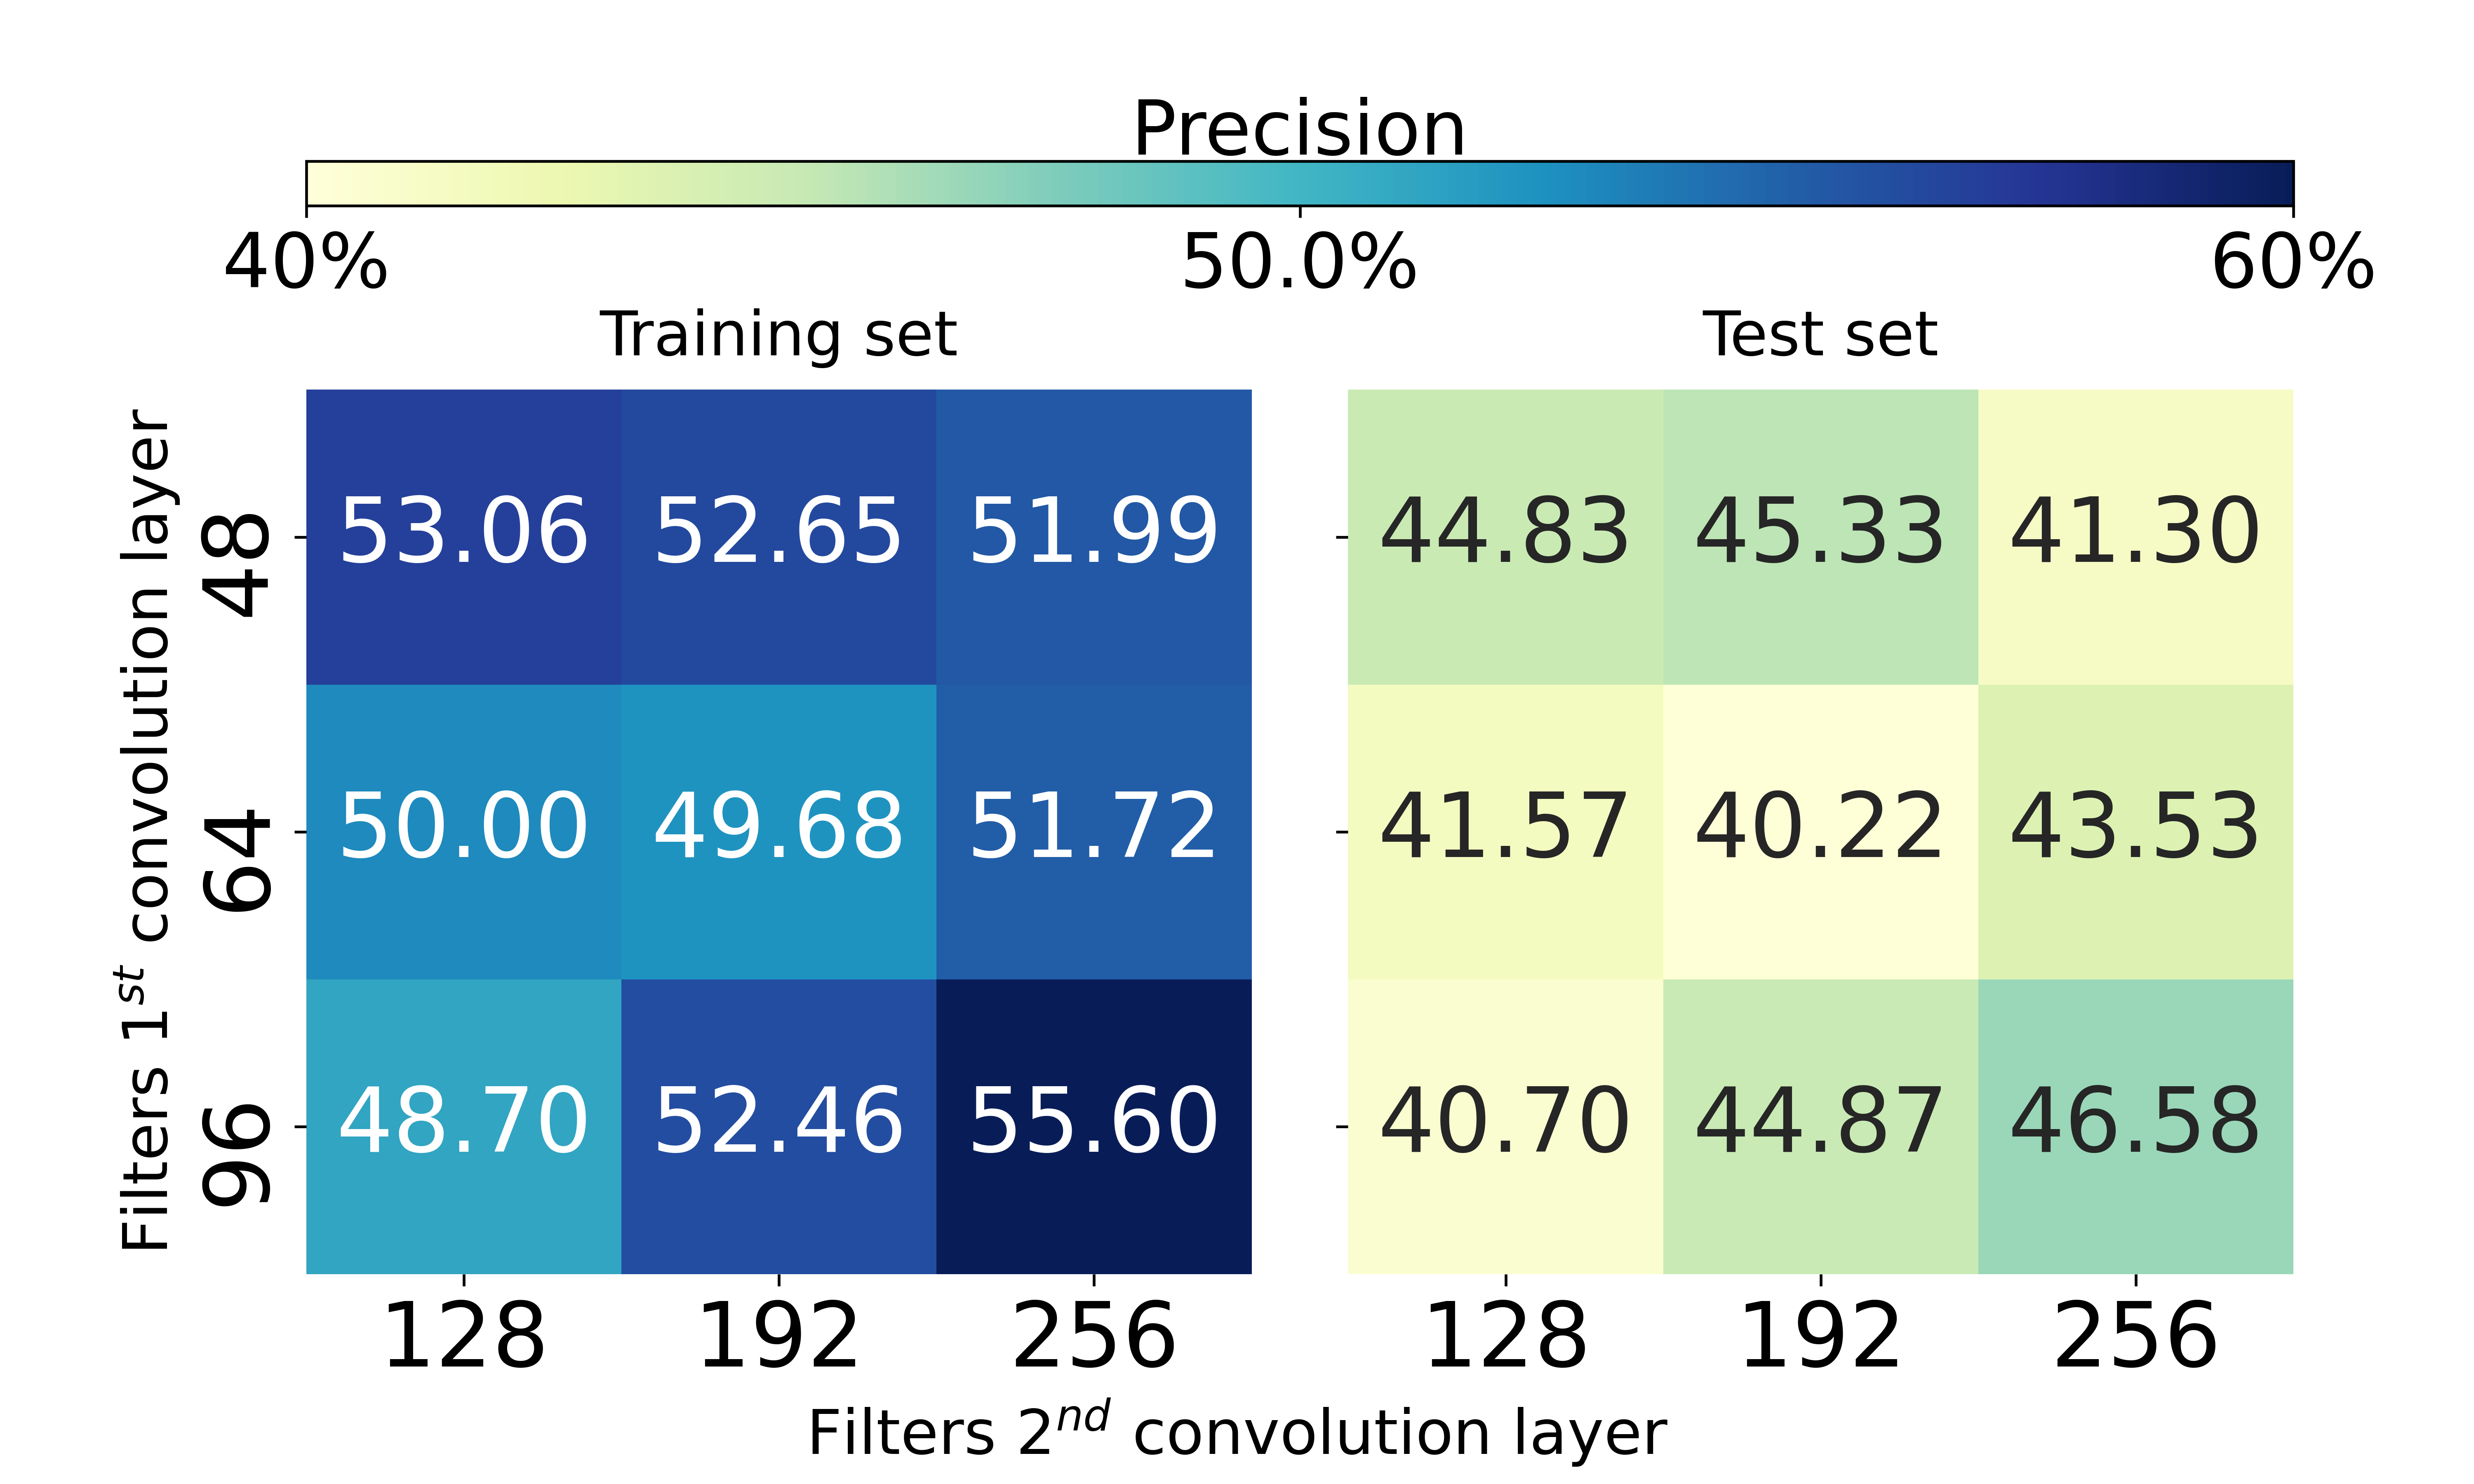 Precision
40% 50.0% 60%
Training set Test set
Filters 1st convolution layer
48 53.06 52.65 51.99 44.83 45.33 41.30
64 50.00 49.68 51.72 41.57 40.22 43.53
96 48.70 52.46 55.60 40.70 44.87 46.58
128 192 256 128 192 256
Filters 2nd convolution layer